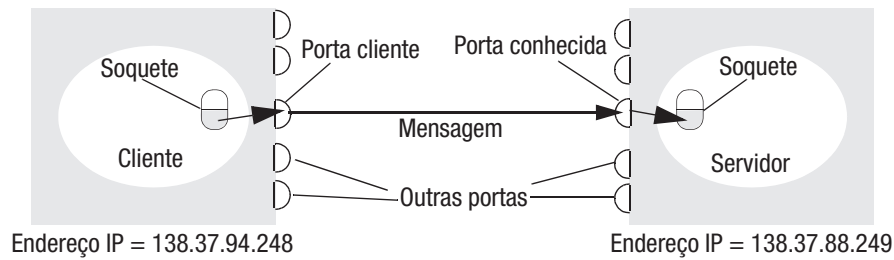 Porta cliente
Porta conhecida
Soquete
Soquete
Mensagem
Cliente
Servidor
Outras portas
Endereço IP = 138.37.94.248
Endereço IP = 138.37.88.249